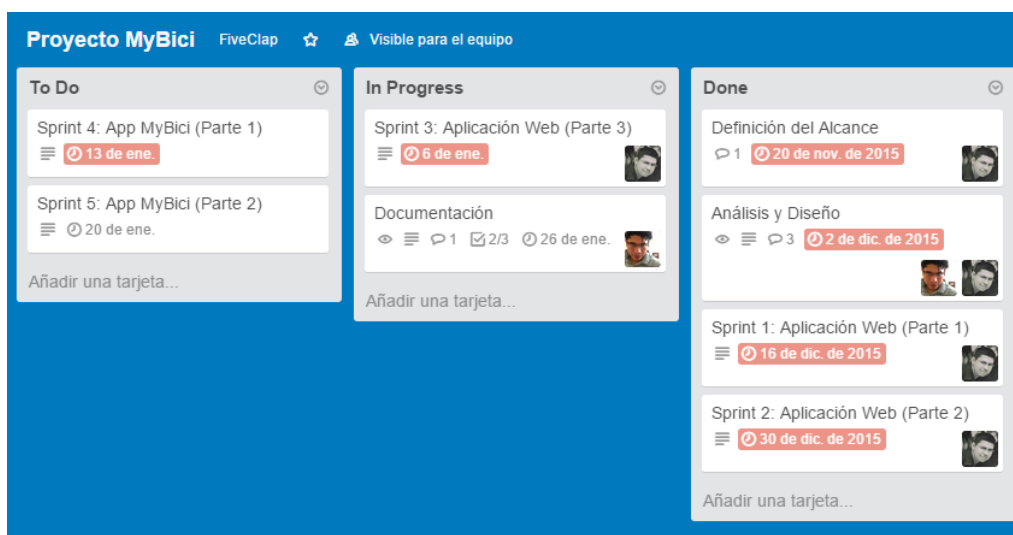 Proyecto MyBici FiveClap Visible para el equipo
To Do
Sprint 4: App MyBici (Parte 1)
13 de ene.
Sprint 5: App MyBici (Parte 2)
20 de ene.
Añadir una tarjeta...
In Progress
Sprint 3: Aplicación Web (Parte 3)
6 de ene.
Documentación
1 2/3 26 de ene.
Añadir una tarjeta...
Done
Definición del Alcance
1 20 de nov. de 2015
Análisis y Diseño
3 2 de dic. de 2015
Sprint 1: Aplicación Web (Parte 1)
16 de dic. de 2015
Sprint 2: Aplicación Web (Parte 2)
30 de dic. de 2015
Añadir una tarjeta...